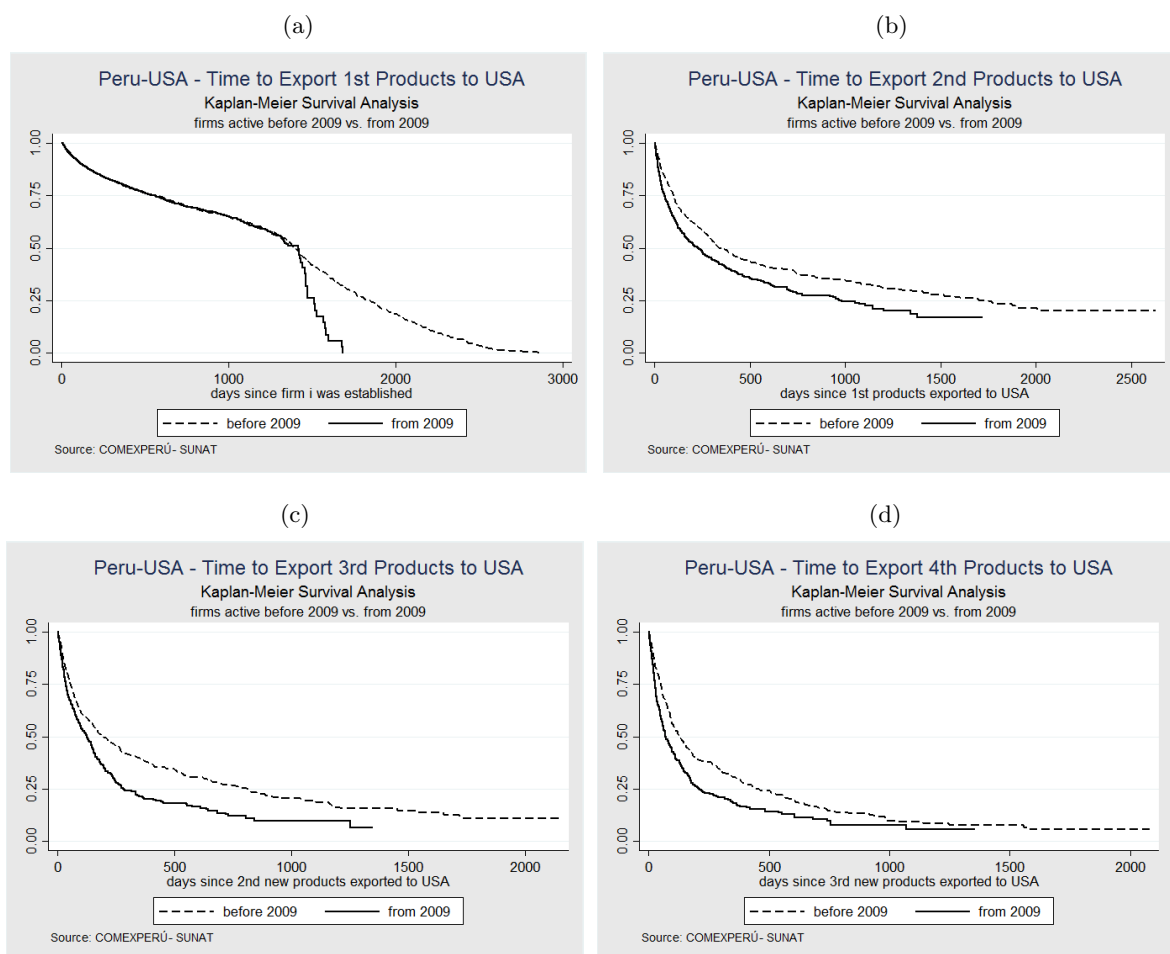 (a)
Peru-USA - Time to Export 1st Products to USA
Kaplan-Meier Survival Analysis
firms active before 2009 vs. from 2009
1.00
0.75
0.50
0.25
0.00
0 1000 2000 3000
days since firm i was established
before 2009 from 2009
Source: COMEXPERÚ- SUNAT
(b)
Peru-USA - Time to Export 2nd Products to USA
Kaplan-Meier Survival Analysis
firms active before 2009 vs. from 2009
1.00
0.75
0.50
0.25
0.00
0 500 1000 1500 2000 2500
days since 1st products exported to USA
before 2009 from 2009
Source: COMEXPERÚ- SUNAT
(c)
Peru-USA - Time to Export 3rd Products to USA
Kaplan-Meier Survival Analysis
firms active before 2009 vs. from 2009
1.00
0.75
0.50
0.25
0.00
0 500 1000 1500 2000
days since 2nd new products exported to USA
before 2009 from 2009
Source: COMEXPERÚ- SUNAT
(d)
Peru-USA - Time to Export 4th Products to USA
Kaplan-Meier Survival Analysis
firms active before 2009 vs. from 2009
1.00
0.75
0.50
0.25
0.00
0 500 1000 1500 2000
days since 3rd new products exported to USA
before 2009 from 2009
Source: COMEXPERÚ- SUNAT